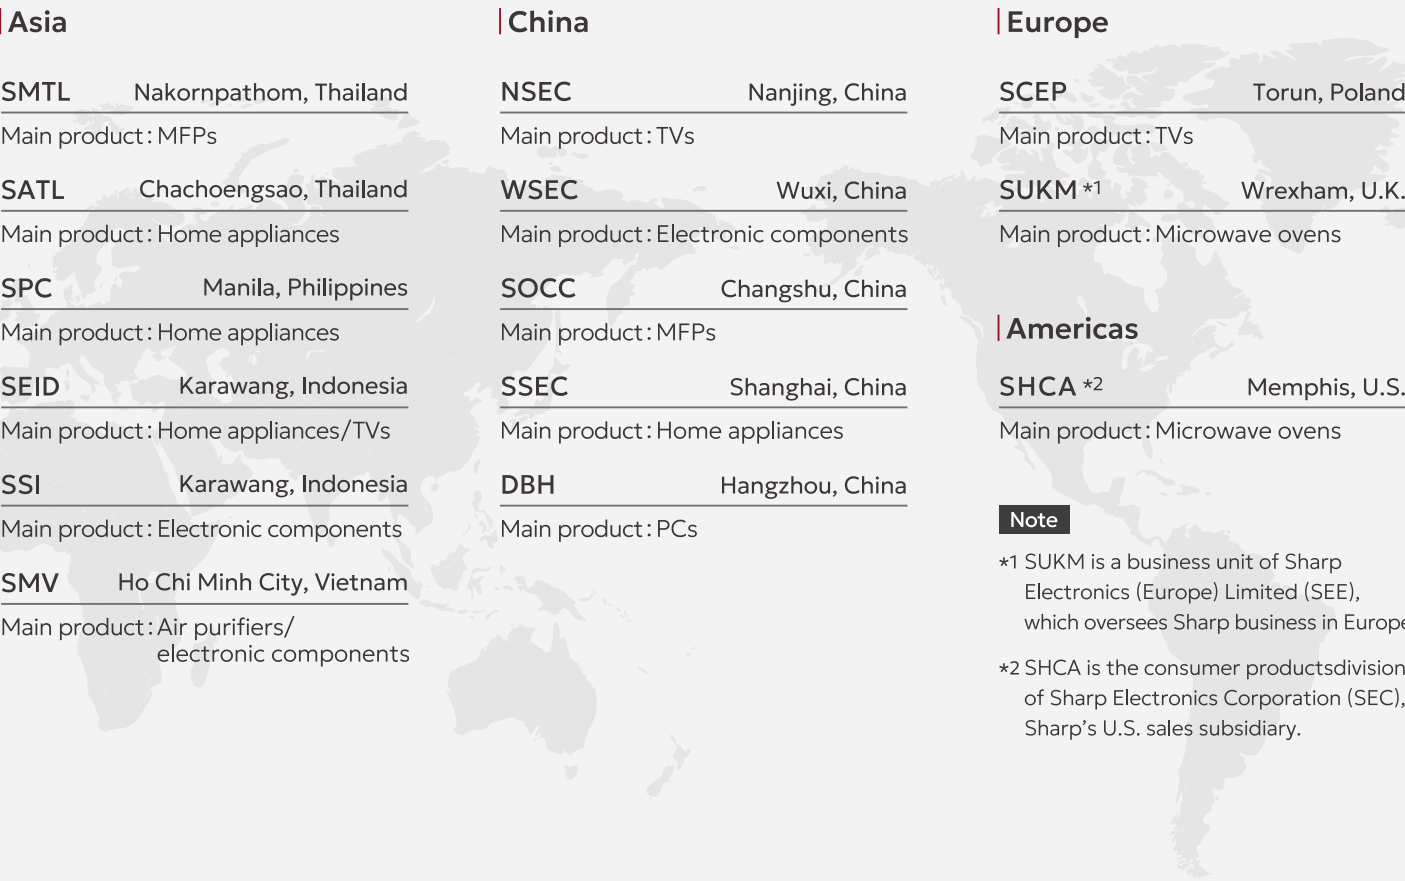 Asia
SMTL Nakornpathom, Thailand
Main product: MFPs
SATL Chachoengsao, Thailand
Main product: Home appliances
SPC Manila, Philippines
Main product: Home appliances
SEID Karawang, Indonesia
Main product: Home appliances/TVs
SSI Karawang, Indonesia
Main product: Electronic components
SMV Ho Chi Minh City, Vietnam
Main product: Air purifiers/
electronic components
China
NSEC Nanjing, China
Main product: TVs
WSEC Wuxi, China
Main product: Electronic components
SOCC Changshu, China
Main product: MFPs
SSEC Shanghai, China
Main product: Home appliances
DBH Hangzhou, China
Main product: PCs
Europe
SCEP Torun, Poland
Main product: TVs
SUKM *1 Wrexham, U.K.
Main product: Microwave ovens
Americas
SHCA *2 Memphis, U.S.
Main product: Microwave ovens
Note
*1 SUKM is a business unit of Sharp
Electronics (Europe) Limited (SEE),
which oversees Sharp business in Europe
*2 SHCA is the consumer productsdivision
of Sharp Electronics Corporation (SEC),
Sharp's U.S. sales subsidiary.